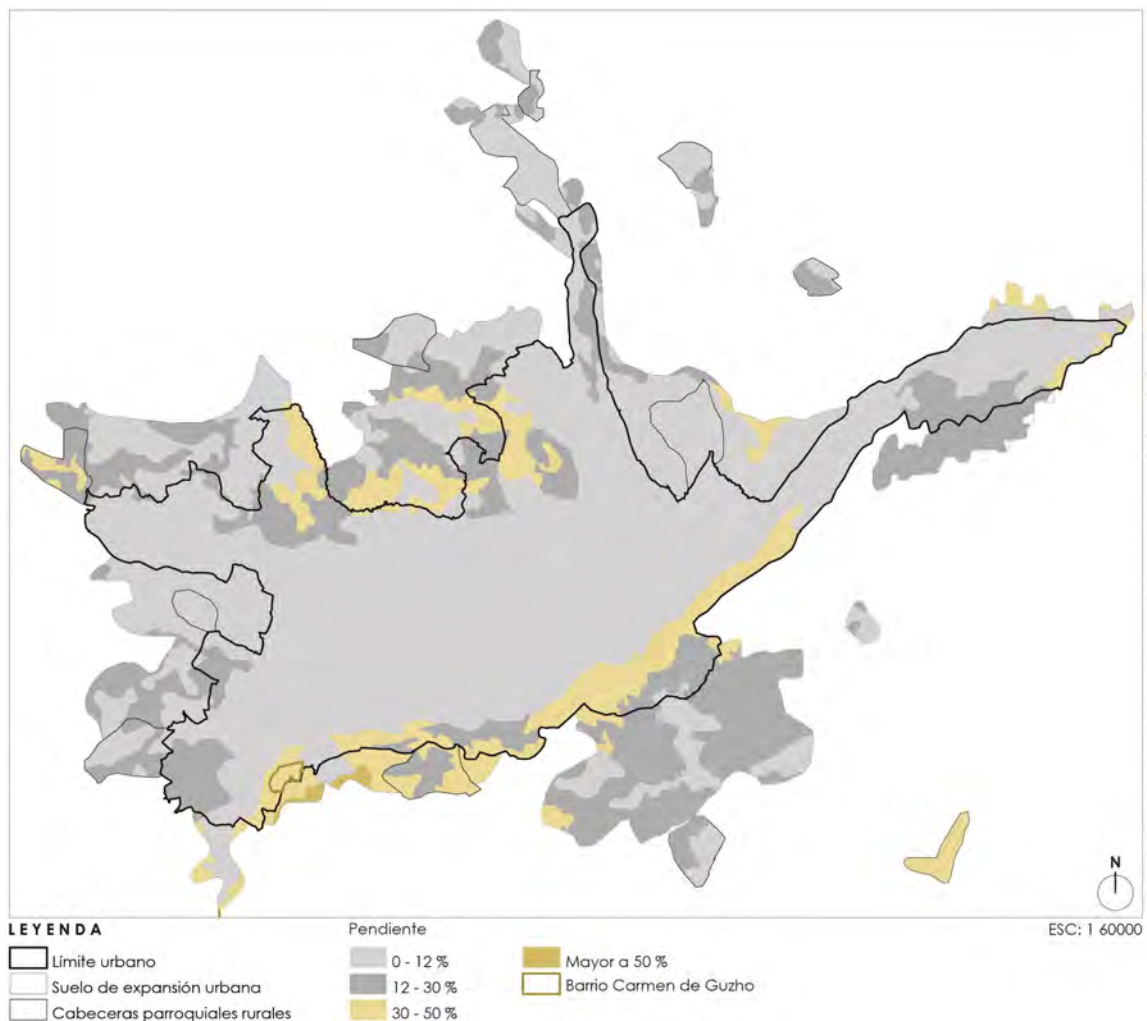 N
LEYENDA
Pendiente
ESC: 1 60000
Límite urbano
0 - 12 %
Mayor a 50 %
Suelo de expansión urbana
12 - 30 %
Barrio Carmen de Guzho
Cabeceras parroquiales rurales
30 - 50 %